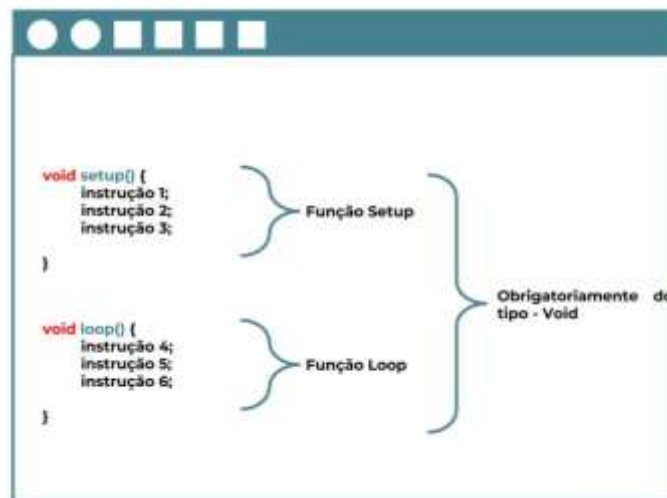 void setup() {
instrução 1;
instrução 2;
instrução 3;
}
Função Setup
void loop() {
instrução 4;
instrução 5;
instrução 6;
}
Função Loop
Obrigatoriamente do
tipo - Void